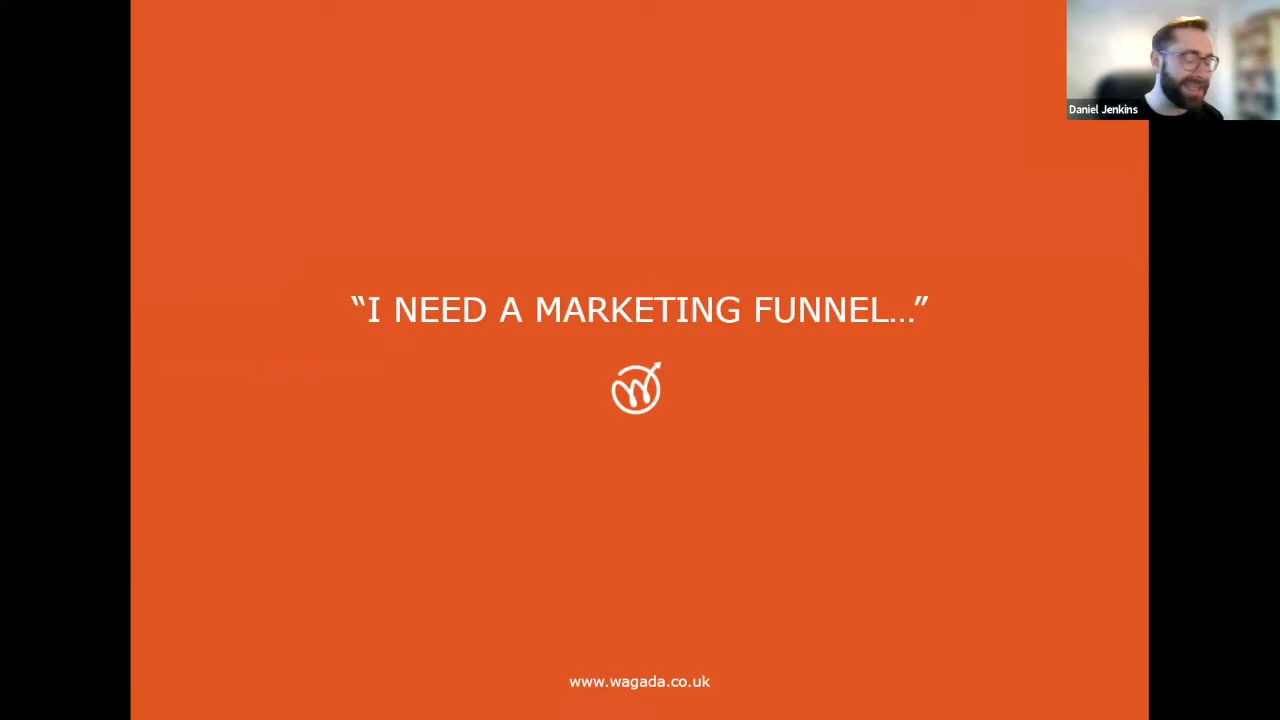 Daniel Jenkins
“I NEED A MARKETING FUNNEL...”
www.wagada.co.uk